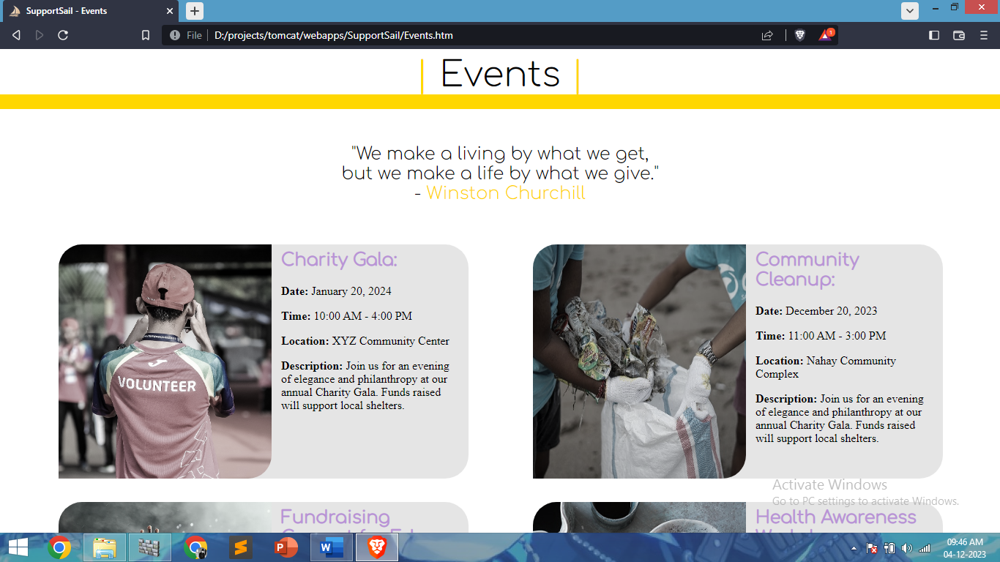 SupportSail - Events
File
D:/projects/tomcat/webapps/SupportSail/Events.htm
1
Events
"We make a living by what we get,
but we make a life by what we give."
- Winston Churchill
Charity Gala:
Date: January 20, 2024
Time: 10:00 AM - 4:00 PM
Location: XYZ Community Center
Description: Join us for an evening
of elegance and philanthropy at our
annual Charity Gala. Funds raised
will support local shelters.
VOLUNTEER
Community
Cleanup:
Date: December 20, 2023
Time: 11:00 AM - 3:00 PM
Location: Nahay Community
Complex
Description: Join us for an evening
of elegance and philanthropy at our
annual Charity Gala. Funds raised
will support local shelters.
Activate Windows
Go to PC settings to activate Windows.
Fundraising
Health Awareness
09:46 AM
04-12-2023